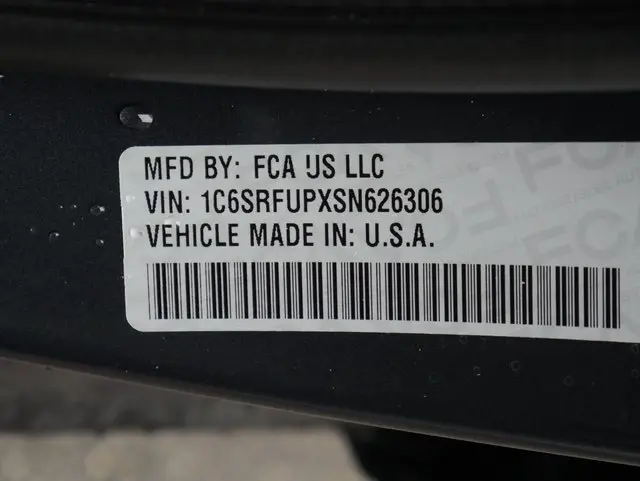 MFD BY: FCA US LLC
VIN: 1C6SRFUPXSN626306
VEHICLE MADE IN: U.S.A.